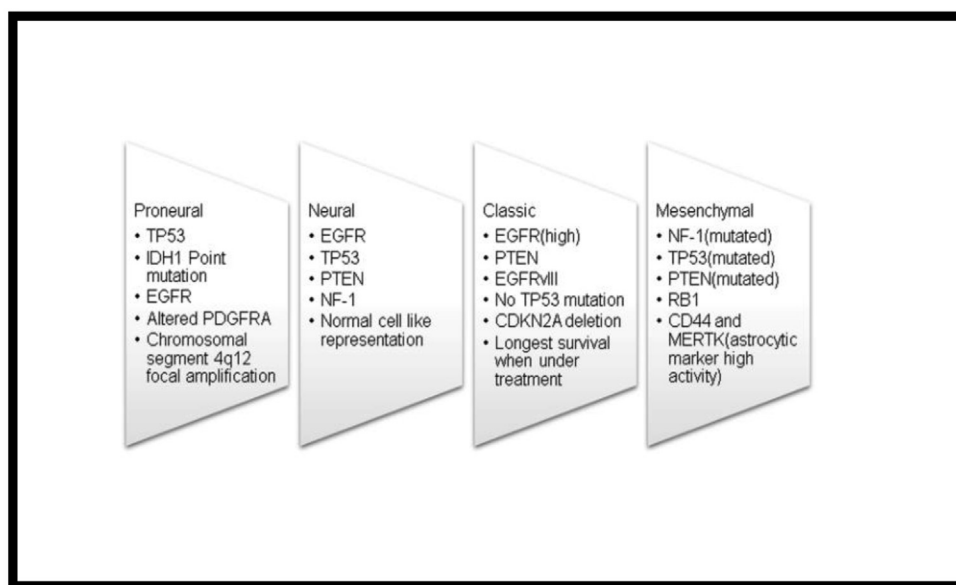 Proneural
• TP53
• IDH1 Point
mutation
• EGFR
• Altered PDGFRA
• Chromosomal
segment 4q12
focal amplification
Neural
• EGFR
• TP53
• PTEN
• NF-1
• Normal cell like
representation
Classic
• EGFR(high)
• PTEN
• EGFRvIII
• No TP53 mutation
• CDKN2A deletion
• Longest survival
when under
treatment
Mesenchymal
• NF-1(mutated)
• TP53(mutated)
• PTEN(mutated)
• RB1
• CD44 and
MERTK(astrocytic
marker high
activity)